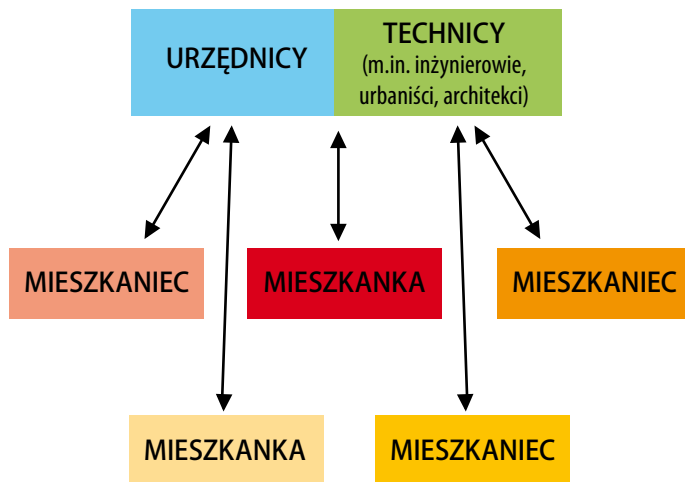 URZĘDNICY
TECHNICY
(m.in. inżynierowie,
urbaniści, architekci)
MIESZKANIEC
MIESZKANKA
MIESZKANIEC
MIESZKANKA
MIESZKANIEC